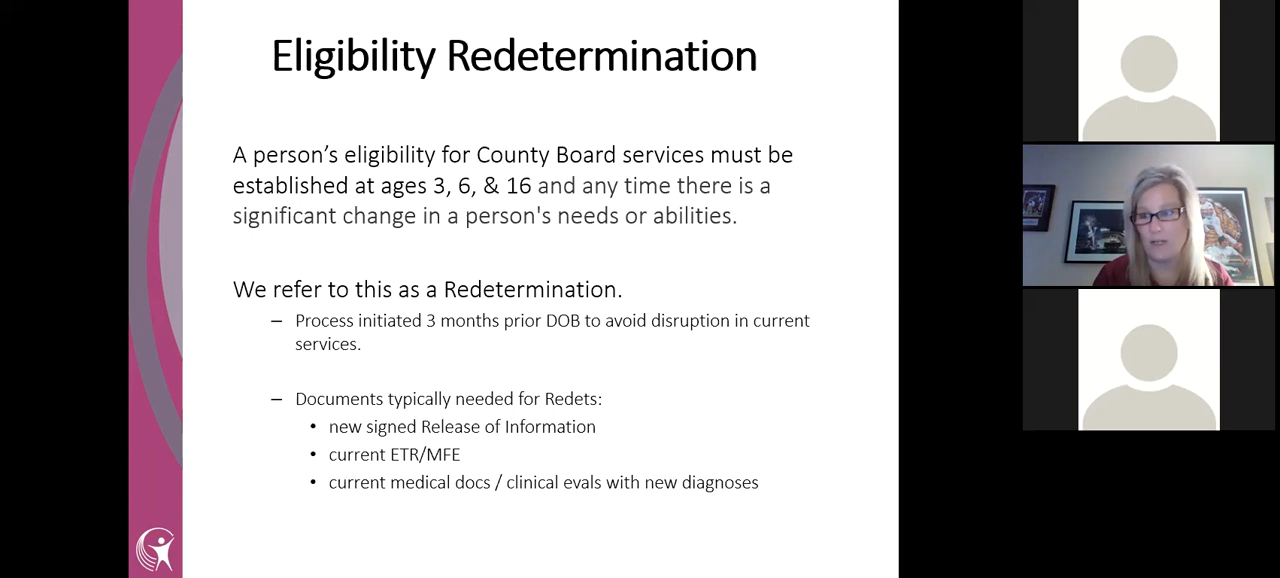 Eligibility Redetermination
A person’s eligibility for County Board services must be
established at ages 3, 6, & 16 and any time there is a
significant change in a person's needs or abilities.
We refer to this as a Redetermination.
– Process initiated 3 months prior DOB to avoid disruption in current
services.
– Documents typically needed for Redets:
• new signed Release of Information
• current ETR/MFE
• current medical docs / clinical evals with new diagnoses